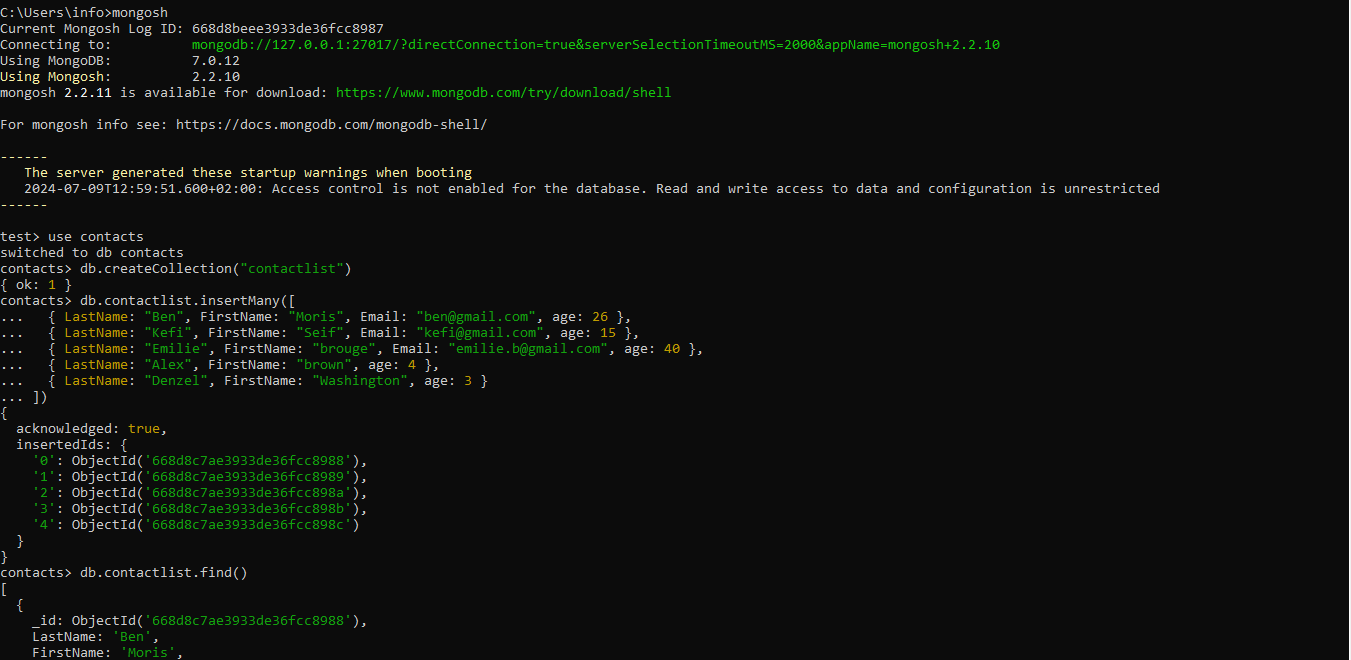 C:\Users\info>mongosh
Current Mongosh Log ID: 668d8beee3933de36fcc8987
Connecting to:          mongodb://127.0.0.1:27017/?directConnection=true&serverSelectionTimeoutMS=2000&appName=mongosh+2.2.10
Using MongoDB:          7.0.12
Using Mongosh:          2.2.10
mongosh 2.2.11 is available for download: https://www.mongodb.com/try/download/shell

For mongosh info see: https://docs.mongodb.com/mongodb-shell/

------
   The server generated these startup warnings when booting
   2024-07-09T12:59:51.600+02:00: Access control is not enabled for the database. Read and write access to data and configuration is unrestricted
------

test> use contacts
switched to db contacts
contacts> db.createCollection("contactlist")
{ ok: 1 }
contacts> db.contactlist.insertMany([
...   { LastName: "Ben", FirstName: "Moris", Email: "ben@gmail.com", age: 26 },
...   { LastName: "Kefi", FirstName: "Seif", Email: "kefi@gmail.com", age: 15 },
...   { LastName: "Emilie", FirstName: "brouge", Email: "emilie.b@gmail.com", age: 40 },
...   { LastName: "Alex", FirstName: "brown", age: 4 },
...   { LastName: "Denzel", FirstName: "Washington", age: 3 }
... ])
{
  acknowledged: true,
  insertedIds: {
    '0': ObjectId('668d8c7ae3933de36fcc8988'),
    '1': ObjectId('668d8c7ae3933de36fcc8989'),
    '2': ObjectId('668d8c7ae3933de36fcc898a'),
    '3': ObjectId('668d8c7ae3933de36fcc898b'),
    '4': ObjectId('668d8c7ae3933de36fcc898c')
  }
}
contacts> db.contactlist.find()
[
  {
    _id: ObjectId('668d8c7ae3933de36fcc8988'),
    LastName: 'Ben',
    FirstName: 'Moris',